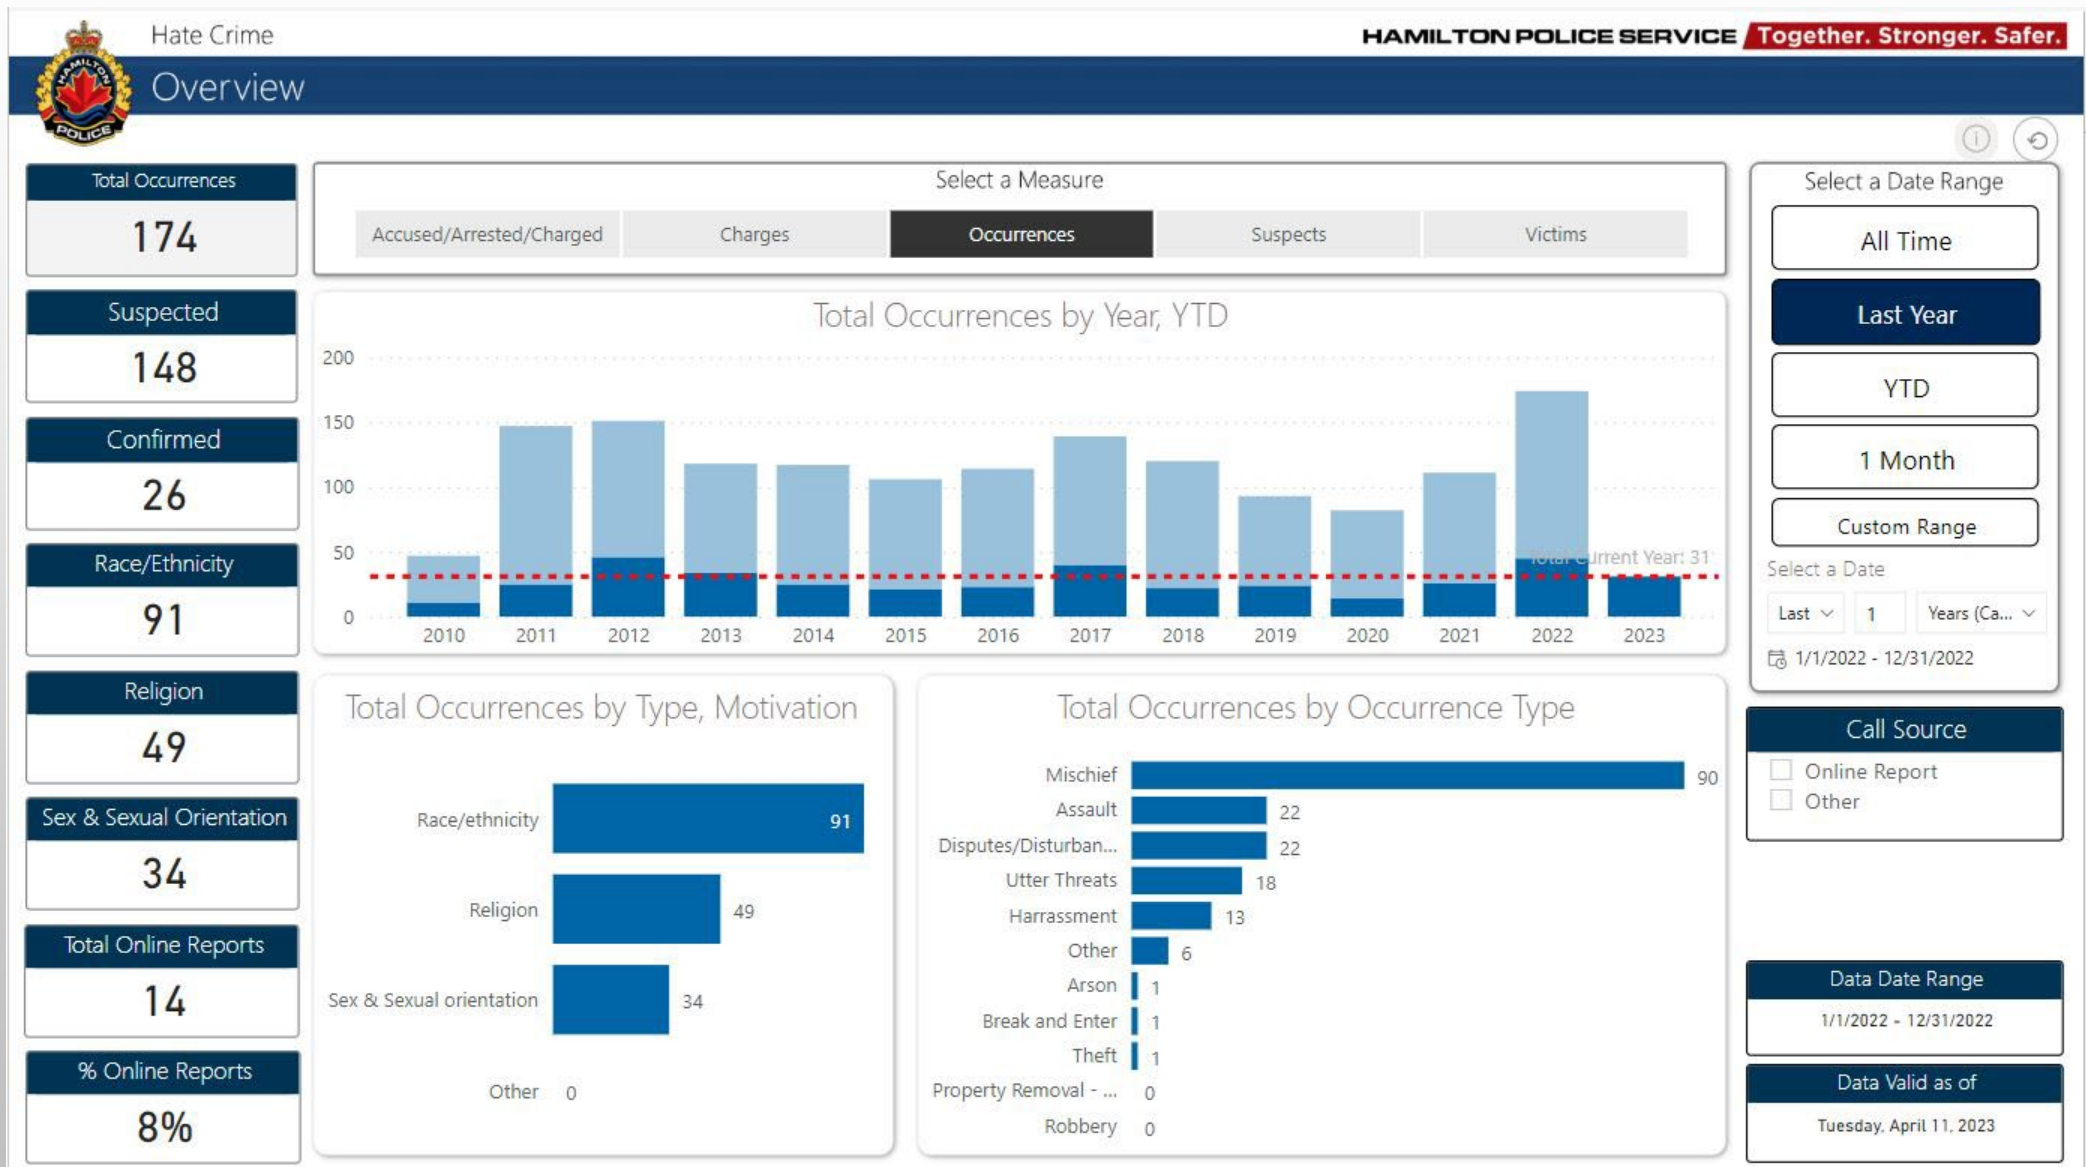 Hate Crime
HAMILTON POLICE SERVICE Together. Stronger. Safer.
HAMILTON
POLICE
Overview
Total Occurrences
174
Suspected
148
Confirmed
26
Race/Ethnicity
91
Religion
49
Sex & Sexual Orientation
34
Total Online Reports
14
% Online Reports
8%
Select a Measure
Accused/Arrested/Charged Charges Occurrences Suspects Victims
Total Occurrences by Year, YTD
200
150
100
50
0
Total Current Year: 31
2010 2011 2012 2013 2014 2015 2016 2017 2018 2019 2020 2021 2022 2023
Total Occurrences by Type, Motivation
Race/ethnicity 91
Religion 49
Sex & Sexual orientation 34
Other 0
Total Occurrences by Occurrence Type
Mischief 90
Assault 22
Disputes/Disturban... 22
Utter Threats 18
Harrassment 13
Other 6
Arson 1
Break and Enter 1
Theft 1
Property Removal - ... 0
Robbery 0
Select a Date Range
All Time
Last Year
YTD
1 Month
Custom Range
Select a Date
Last 1 Years (Ca...
1/1/2022 - 12/31/2022
Call Source
Online Report
Other
Data Date Range
1/1/2022 - 12/31/2022
Data Valid as of
Tuesday, April 11, 2023